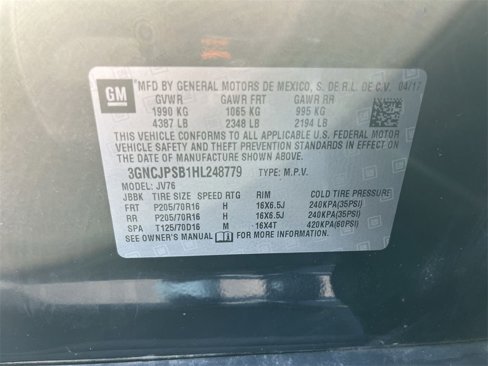 GM
MFD BY GENERAL MOTORS DE MEXICO, S. DE R.L. DE C.V. 04/17
GVWR GAWR FRT GAWR RR
1990 KG 1065 KG 995 KG
4387 LB 2348 LB 2194 LB
THIS VEHICLE CONFORMS TO ALL APPLICABLE U.S. FEDERAL MOTOR
VEHICLE SAFETY AND THEFT PREVENTION STANDARDS IN EFFECT ON
THE DATE OF MANUFACTURE SHOWN ABOVE.
3GNCJPSB1HL248779 TYPE: M.P.V.
MODEL: JV76
JBBK TIRE SIZE SPEED RTG RIM COLD TIRE PRESSURE
FRT P205/70R16 H 16X6.5J 240KPA(35PSI)
RR P205/70R16 H 16X6.5J 240KPA(35PSI)
SPA T125/70D16 M 16X4T 420KPA(60PSI)
SEE OWNER'S MANUAL FOR MORE INFORMATION.